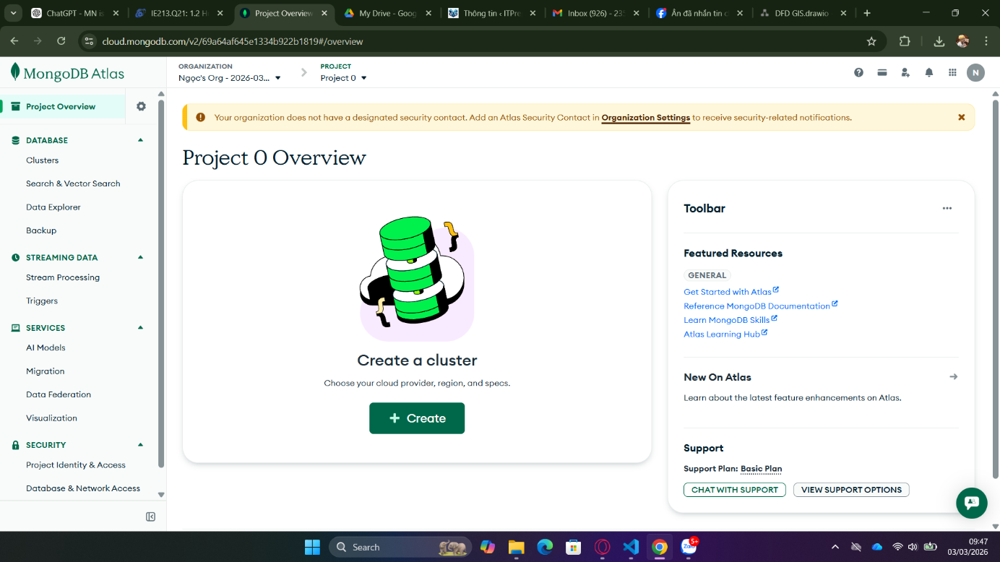 ChatGPT - MN is
IE213.Q21: 1.2 H
Project Overview
My Drive - Goog
Thông tin ‹ ITPre
Inbox (926) - 235
Ân đã nhắn tin c
DFD GIS.drawio
cloud.mongodb.com/v2/69a64af645e1334b922b1819#/overview
MongoDB Atlas
ORGANIZATION
Ngọc's Org - 2026-03...
PROJECT
Project 0
N
Project Overview
DATABASE
Clusters
Search & Vector Search
Data Explorer
Backup
STREAMING DATA
Stream Processing
Triggers
SERVICES
AI Models
Migration
Data Federation
Visualization
SECURITY
Project Identity & Access
Database & Network Access
Your organization does not have a designated security contact. Add an Atlas Security Contact in Organization Settings to receive security-related notifications.
Project 0 Overview
Create a cluster
Choose your cloud provider, region, and specs.
+ Create
Toolbar
Featured Resources
GENERAL
Get Started with Atlas
Reference MongoDB Documentation
Learn MongoDB Skills
Atlas Learning Hub
New On Atlas
Learn about the latest feature enhancements on Atlas.
Support
Support Plan: Basic Plan
CHAT WITH SUPPORT
VIEW SUPPORT OPTIONS
Search
Zalo
5+
09:47
03/03/2026